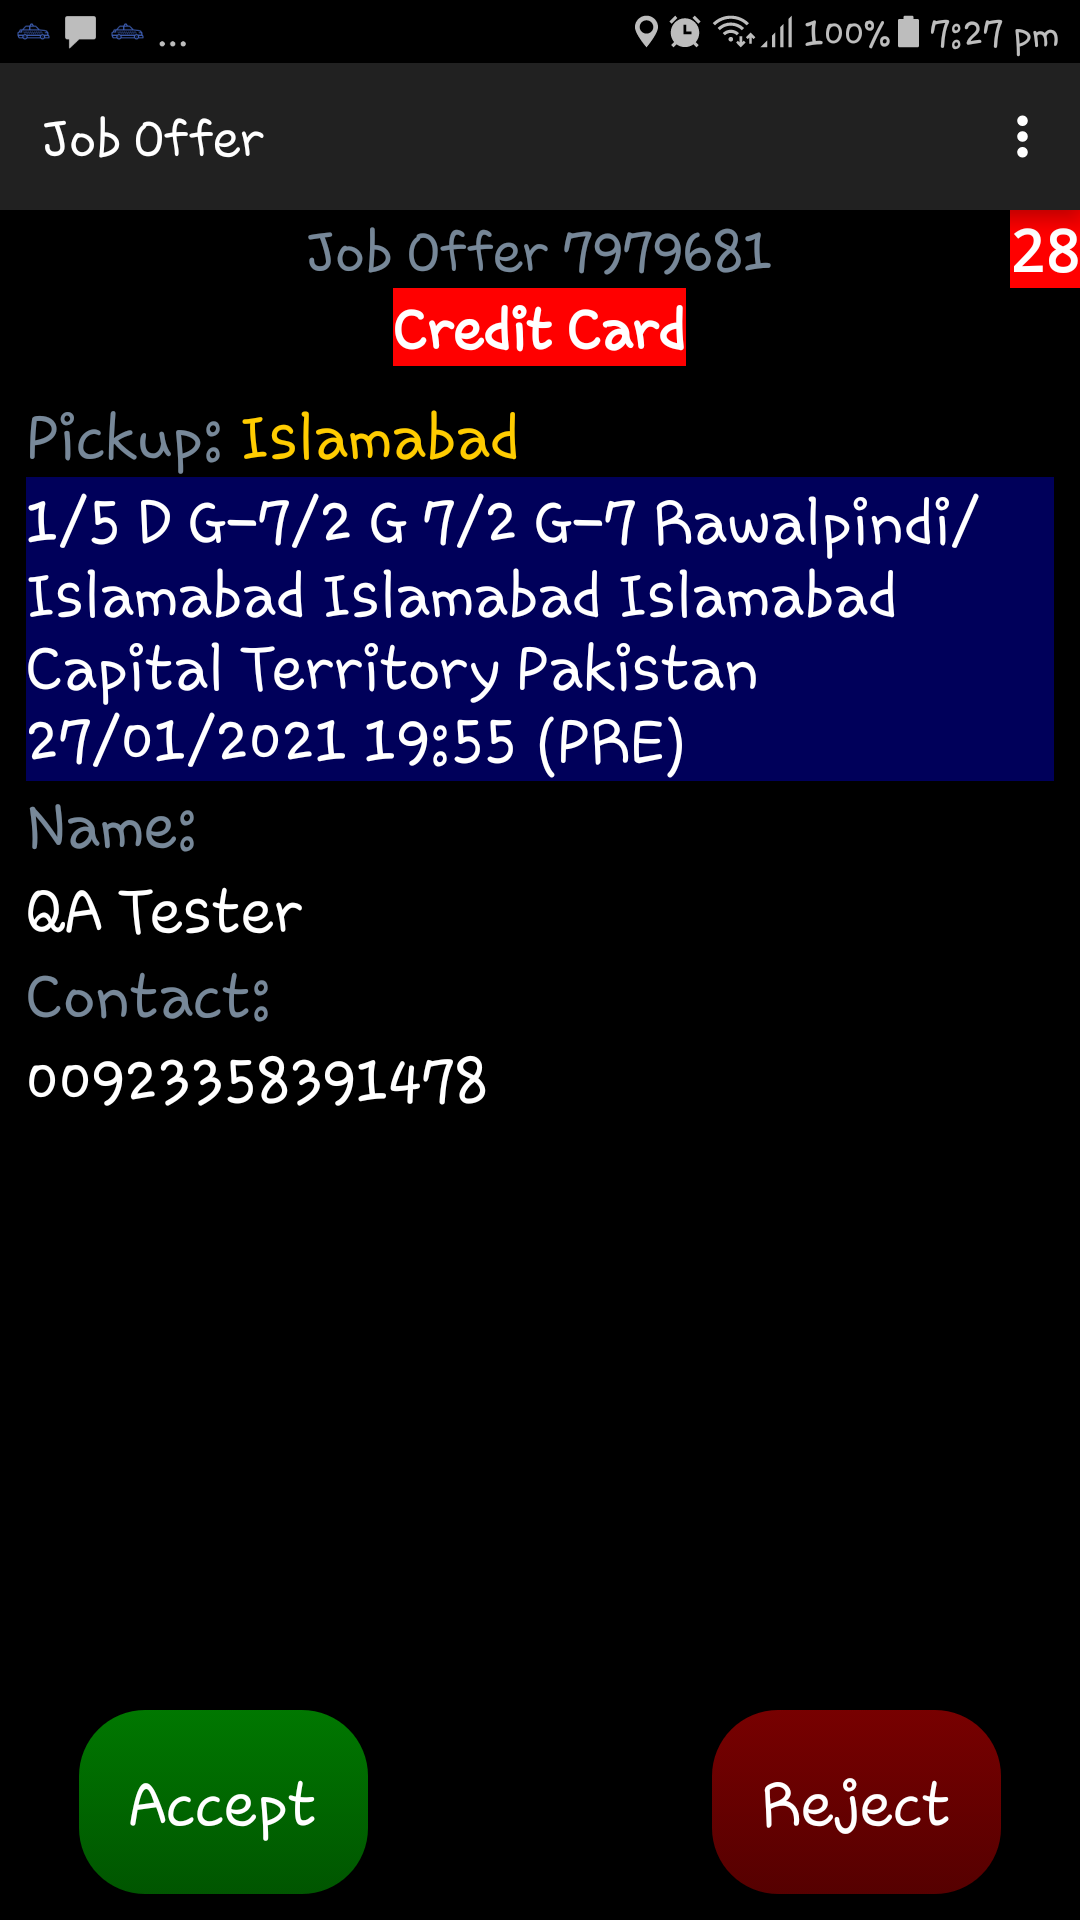 ... 100% 7:27 pm
Job Offer
Job Offer 7979681 28
Credit Card
Pickup: Islamabad
1/5 D G-7/2 G 7/2 G-7 Rawalpindi/
Islamabad Islamabad Islamabad
Capital Territory Pakistan
27/01/2021 19:55 (PRE)
Name:
QA Tester
Contact:
00923358391478
Accept Reject